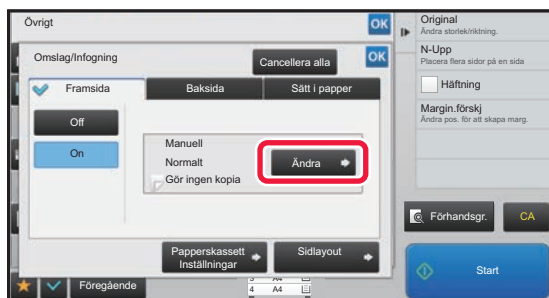 Övrigt
OK
Omslag/Infogning
Cancellera alla
OK
Framsida
Baksida
Sätt i papper
Off
On
Manuell
Normalt
Gör ingen kopia
Ändra
Papperskassett
Inställningar
Sidlayout
Föregående
3 A4
4 A4
Original
Ändra storlek/riktning.
N-Upp
Placera flera sidor på en sida
Häftning
Margin.förskj
Ändra pos. för att skapa marg.
Förhandsgr.
CA
Start